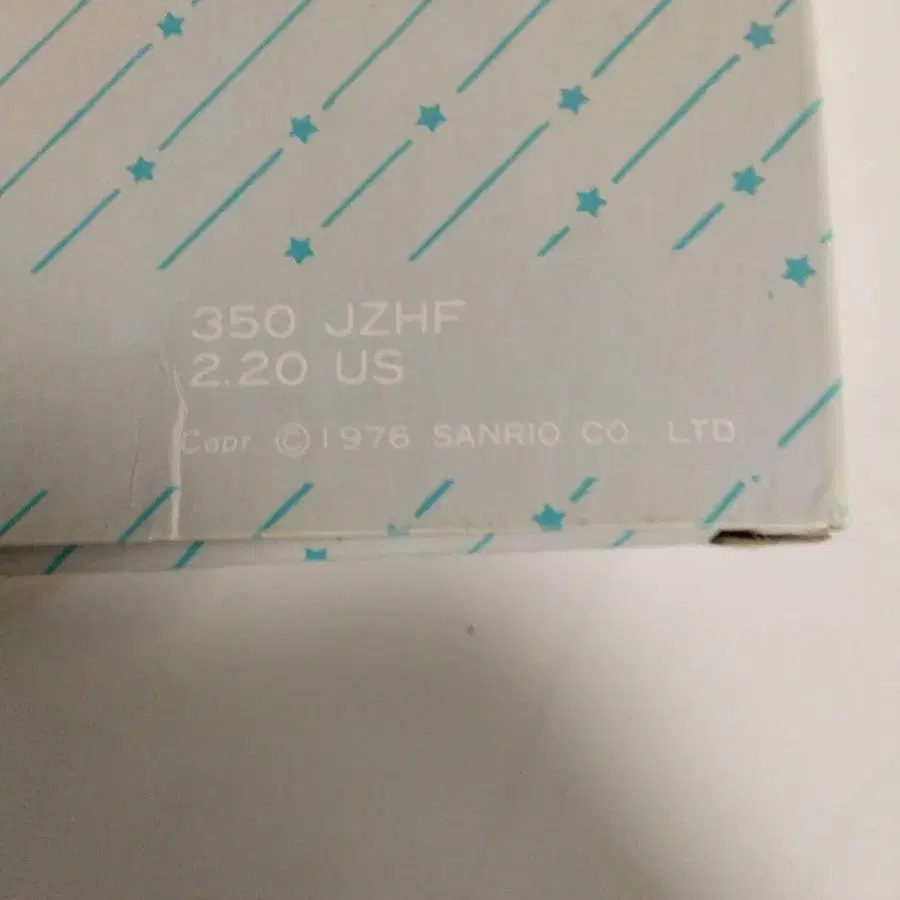 350 JZHF
2.20 US
Copr. © 1976 SANRIO CO., LTD.